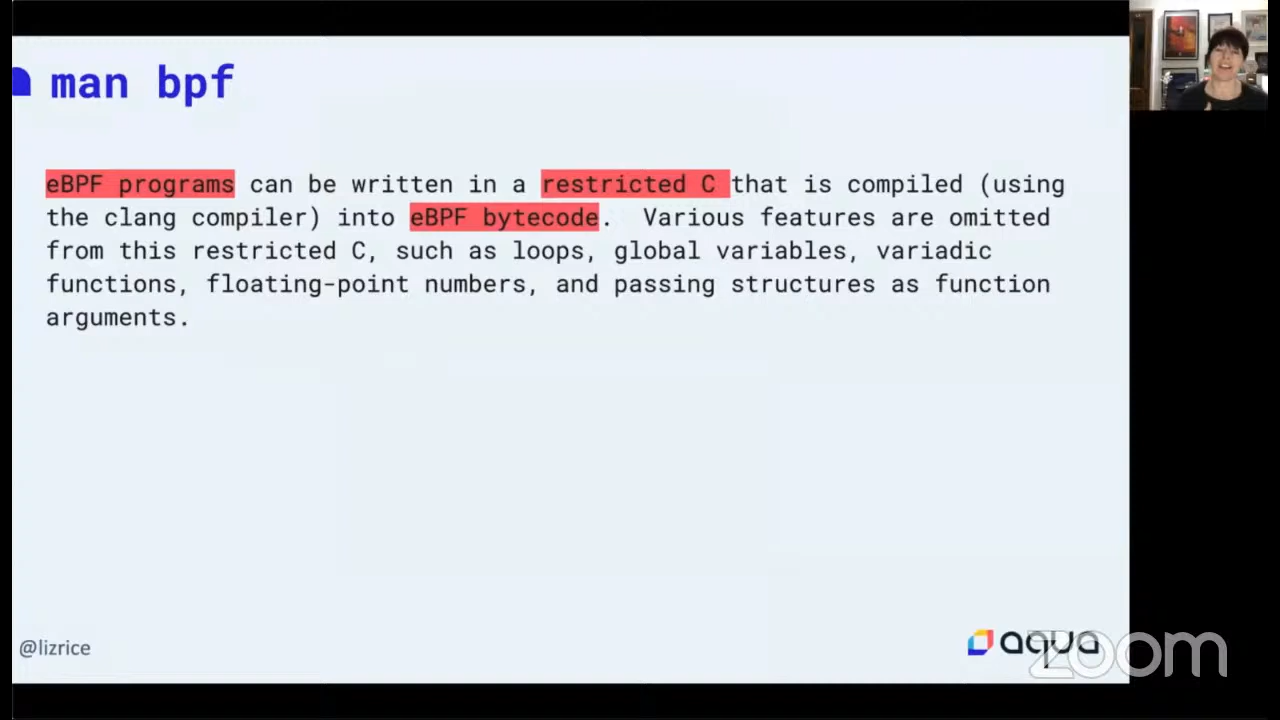 man bpf
eBPF programs can be written in a restricted C that is compiled (using
the clang compiler) into eBPF bytecode.  Various features are omitted
from this restricted C, such as loops, global variables, variadic
functions, floating-point numbers, and passing structures as function
arguments.
@lizrice
aqua
zoom